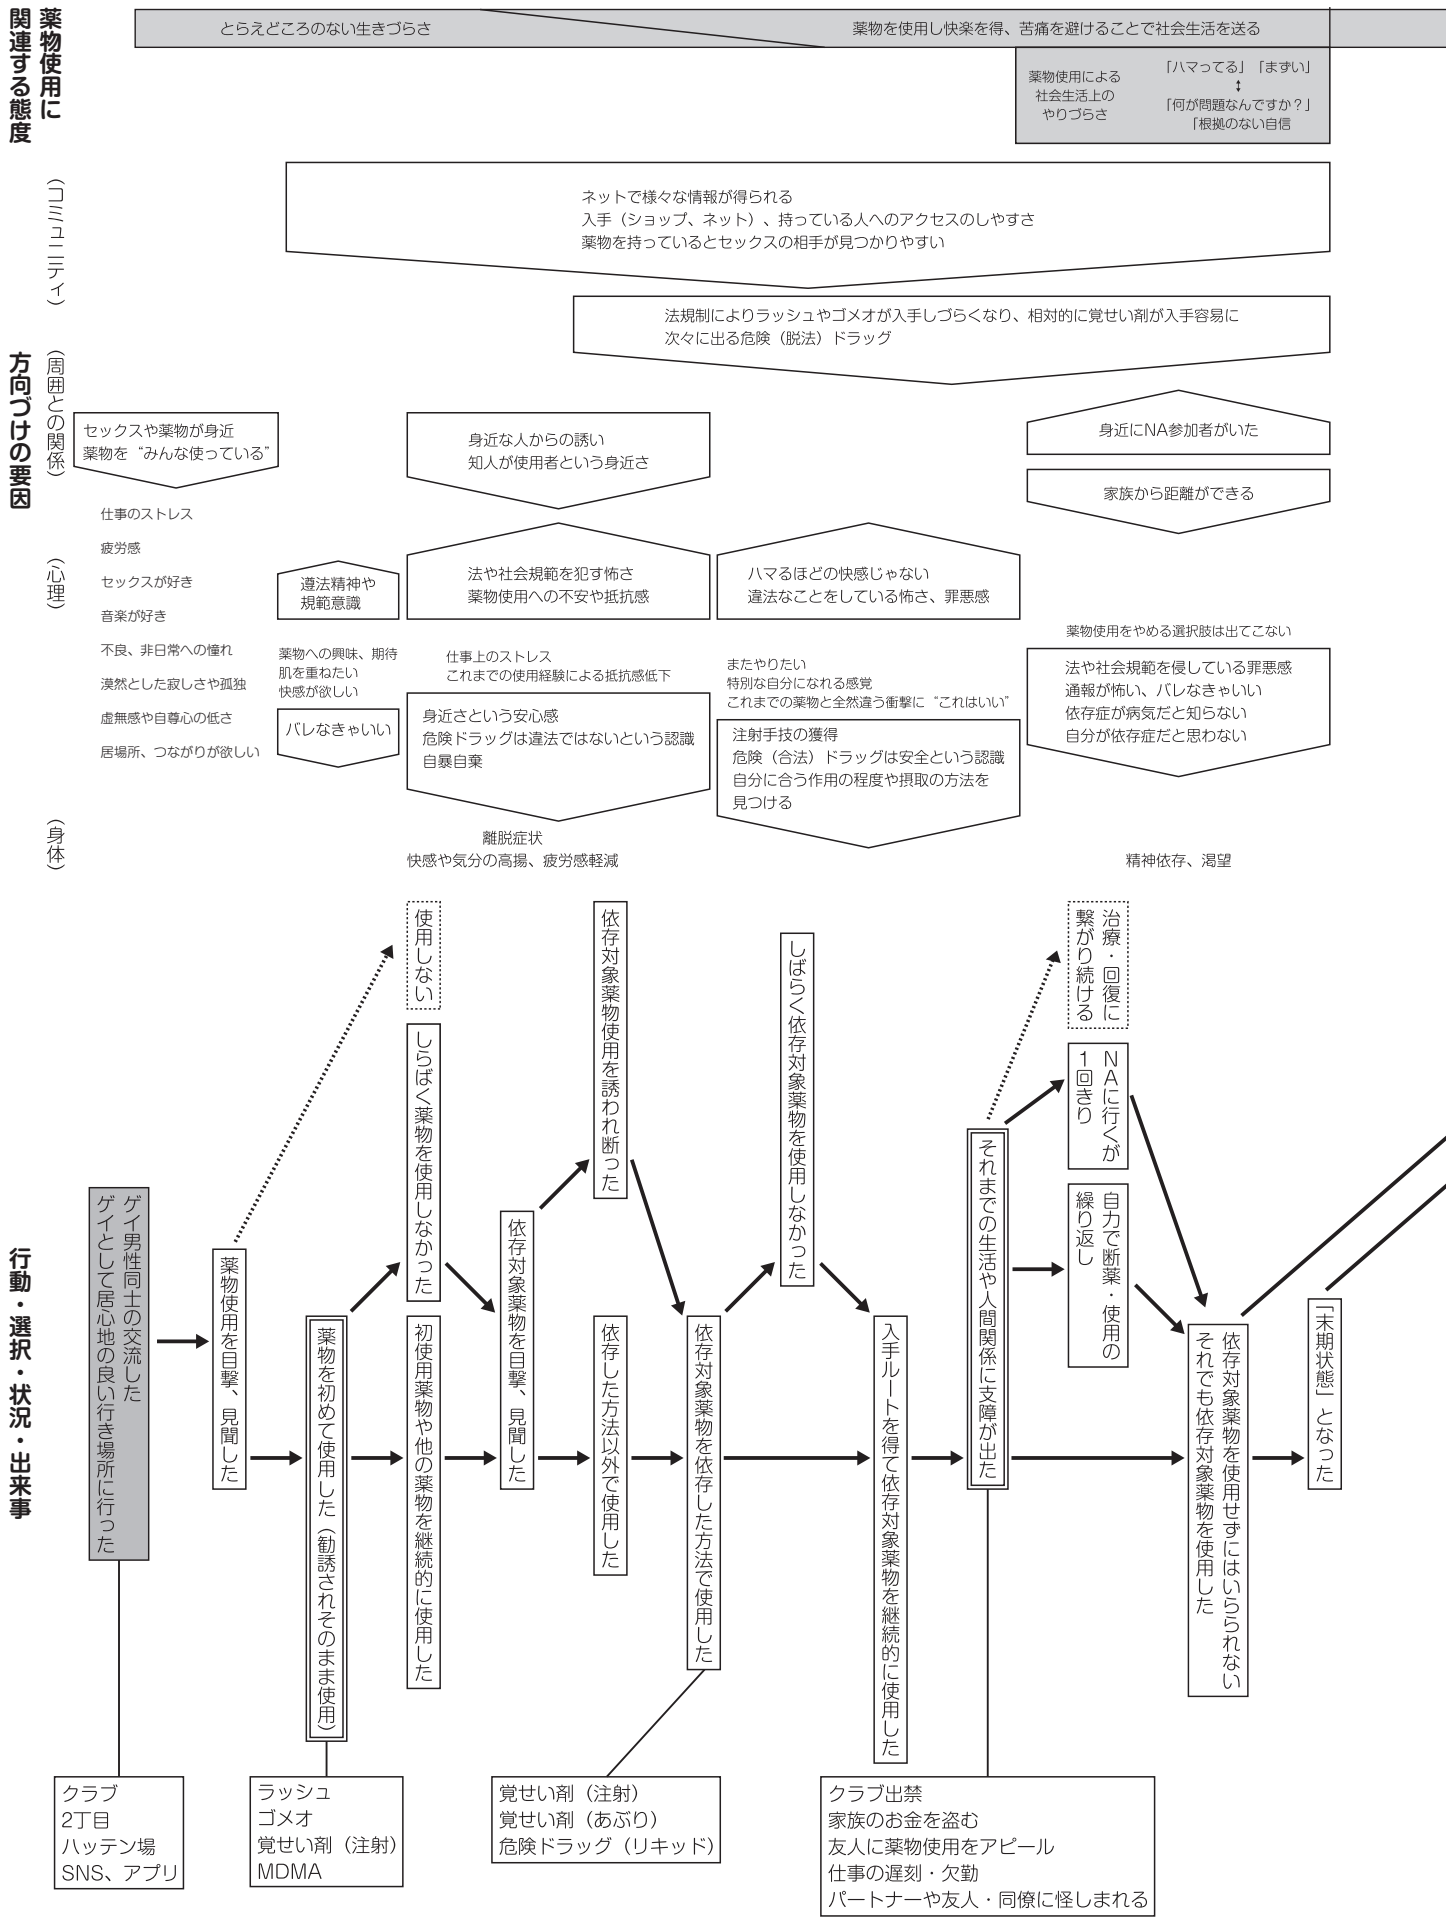 薬物使用に
関連する態度
とらえどころのない生きづらさ
薬物を使用し快楽を得、苦痛を避けることで社会生活を送る
薬物使用による
社会生活上の
やりづらさ
「ハマってる」「まずい」
↕
「何が問題なんですか？」
「根拠のない自信
方向づけの要因
（コミュニティ）
ネットで様々な情報が得られる
入手（ショップ、ネット）、持っている人へのアクセスのしやすさ
薬物を持っているとセックスの相手が見つかりやすい
法規制によりラッシュやゴメオが入手しづらくなり、相対的に覚せい剤が入手容易に
次々に出る危険（脱法）ドラッグ
（周囲との関係）
セックスや薬物が身近
薬物を“みんな使っている”
身近な人からの誘い
知人が使用者という身近さ
身近にNA参加者がいた
家族から距離ができる
（心理）
仕事のストレス
疲労感
セックスが好き
音楽が好き
不良、非日常への憧れ
漠然とした寂しさや孤独
虚無感や自尊心の低さ
居場所、つながりが欲しい
遵法精神や
規範意識
薬物への興味、期待
肌を重ねたい
快感が欲しい
バレなきゃいい
法や社会規範を犯す怖さ
薬物使用への不安や抵抗感
仕事上のストレス
これまでの使用経験による抵抗感低下
身近さという安心感
危険ドラッグは違法ではないという認識
自暴自棄
ハマるほどの快感じゃない
違法なことをしている怖さ、罪悪感
またやりたい
特別な自分になれる感覚
これまでの薬物と全然違う衝撃に“これはいい”
注射手技の獲得
危険（合法）ドラッグは安全という認識
自分に合う作用の程度や摂取の方法を
見つける
薬物使用をやめる選択肢は出てこない
法や社会規範を侵している罪悪感
通報が怖い、バレなきゃいい
依存症が病気だと知らない
自分が依存症だと思わない
（身体）
離脱症状
快感や気分の高揚、疲労感軽減
精神依存、渇望
行動・選択・状況・出来事
ゲイ男性同士の交流した
ゲイとして居心地の良い行き場所に行った
薬物使用を目撃、見聞した
薬物を初めて使用した（勧誘されそのまま使用）
使用しない
しらばく薬物を使用しなかった
初使用薬物や他の薬物を継続的に使用した
依存対象薬物を目撃、見聞した
依存対象薬物使用を誘われ断った
依存した方法以外で使用した
依存対象薬物を依存した方法で使用した
しばらく依存対象薬物を使用しなかった
入手ルートを得て依存対象薬物を継続的に使用した
それまでの生活や人間関係に支障が出た
治療・回復に
繋がり続ける
NAに行くが
1回きり
自力で断薬・使用の
繰り返し
依存対象薬物を使用せずにはいられない
それでも依存対象薬物を使用した
「末期状態」となった
クラブ
2丁目
ハッテン場
SNS、アプリ
ラッシュ
ゴメオ
覚せい剤（注射）
MDMA
覚せい剤（注射）
覚せい剤（あぶり）
危険ドラッグ（リキッド）
クラブ出禁
家族のお金を盗む
友人に薬物使用をアピール
仕事の遅刻・欠勤
パートナーや友人・同僚に怪しまれる